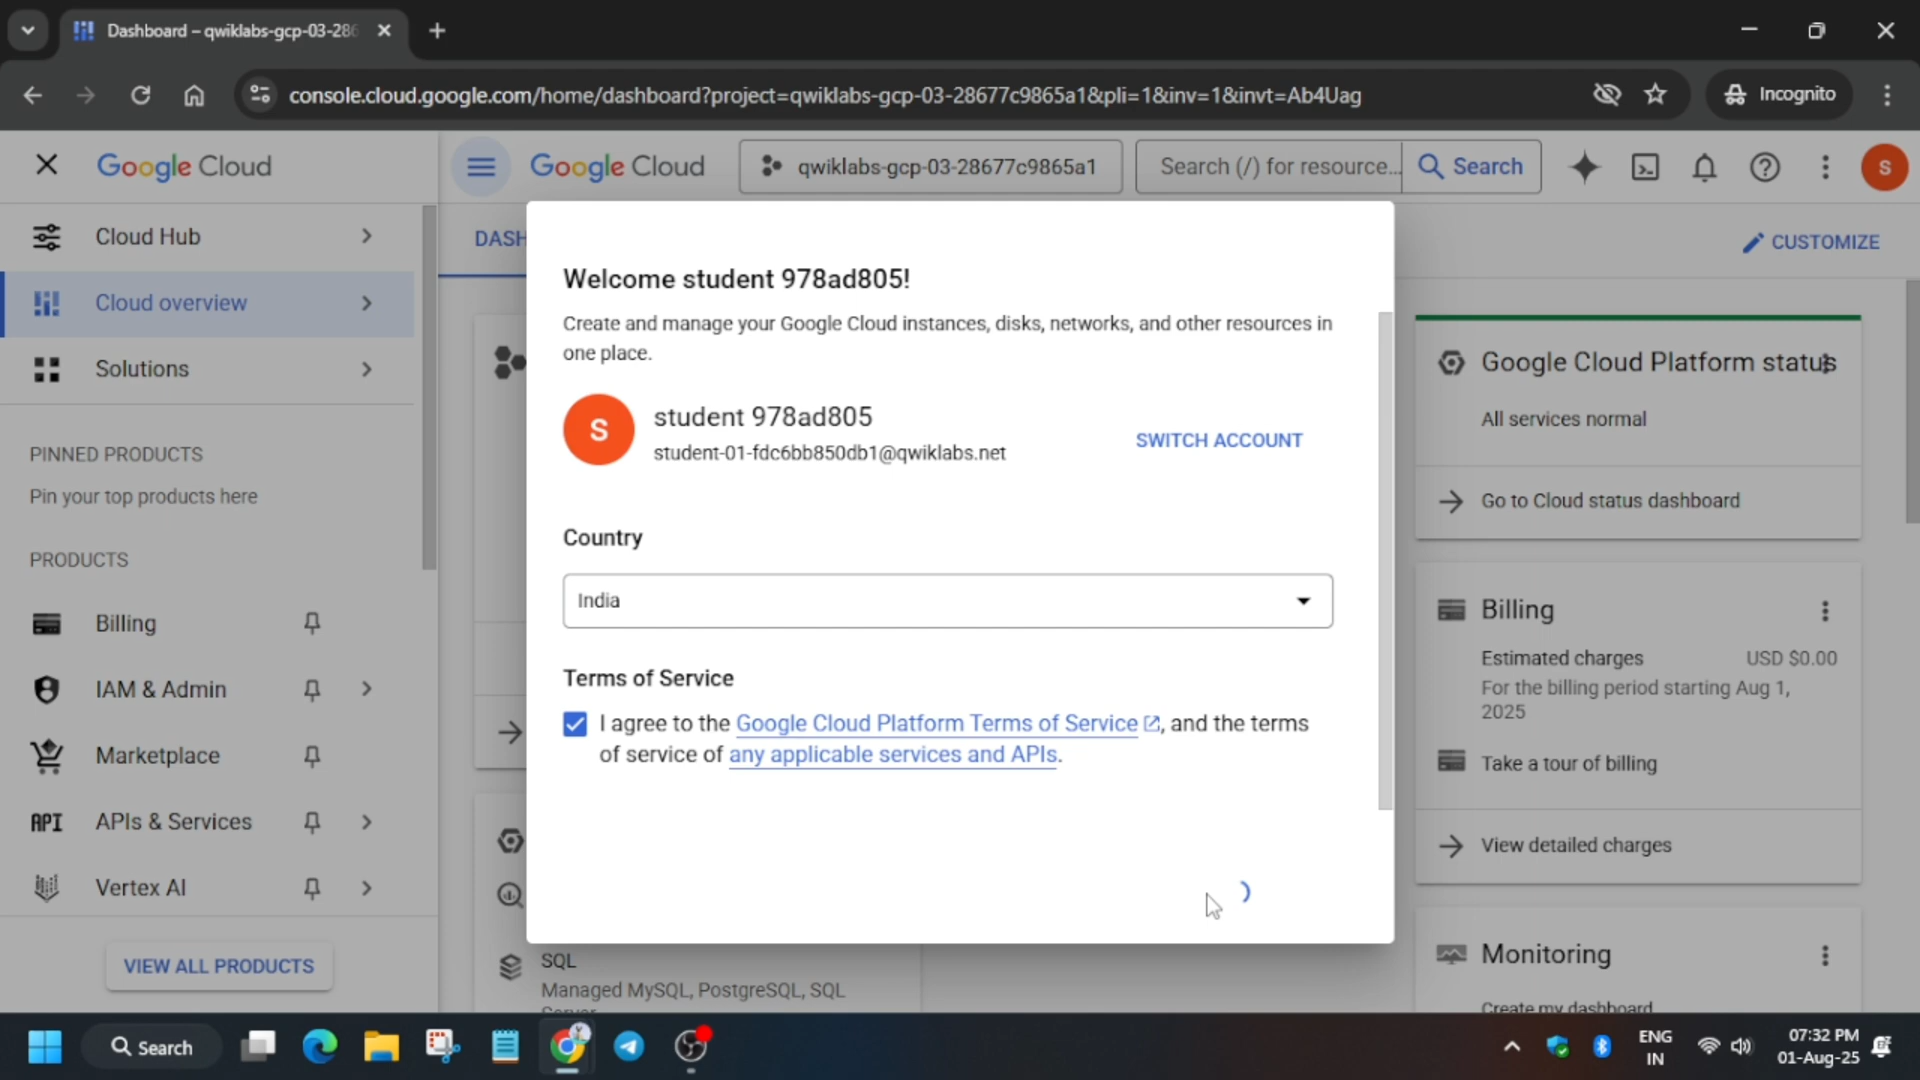 Dashboard – qwiklabs-gcp-03-286
console.cloud.google.com/home/dashboard?project=qwiklabs-gcp-03-28677c9865a1&pli=1&inv=1&invt=Ab4Uag
Incognito
Google Cloud
Google Cloud
qwiklabs-gcp-03-28677c9865a1
Search (/) for resource...
Search
S
Cloud Hub
Cloud overview
Solutions
PINNED PRODUCTS
Pin your top products here
PRODUCTS
Billing
IAM & Admin
Marketplace
API
APIs & Services
Vertex AI
VIEW ALL PRODUCTS
DASH
CUSTOMIZE
Welcome student 978ad805!
Create and manage your Google Cloud instances, disks, networks, and other resources in
one place.
S
student 978ad805
student-01-fdc6bb850db1@qwiklabs.net
SWITCH ACCOUNT
Country
India
Terms of Service
I agree to the Google Cloud Platform Terms of Service, and the terms
of service of any applicable services and APIs.
SQL
Managed MySQL, PostgreSQL, SQL
Server
Google Cloud Platform status
All services normal
Go to Cloud status dashboard
Billing
Estimated charges USD $0.00
For the billing period starting Aug 1,
2025
Take a tour of billing
View detailed charges
Monitoring
Create my dashboard
Search
ENG
IN
07:32 PM
01-Aug-25